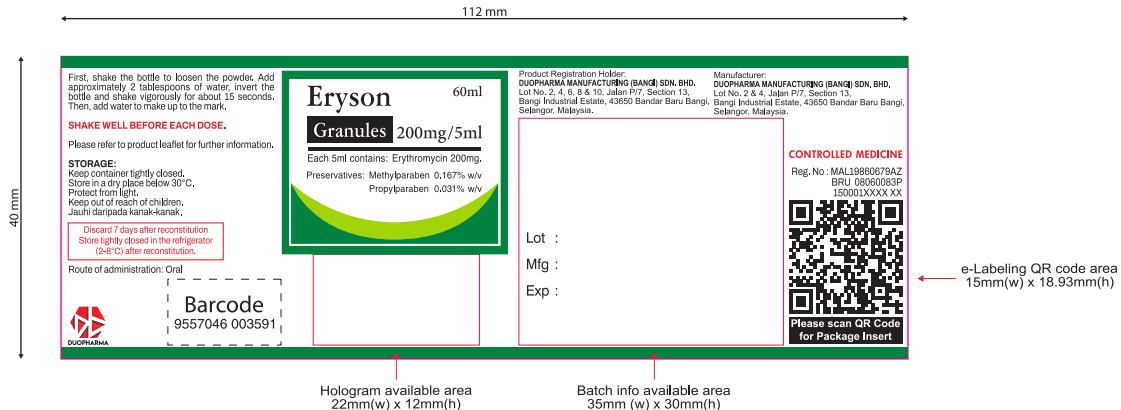 112 mm
40 mm
First, shake the bottle to loosen the powder. Add
approximately 2 tablespoons of water, invert the
bottle and shake vigorously for about 15 seconds.
Then, add water to make up to the mark.
SHAKE WELL BEFORE EACH DOSE.
Please refer to product leaflet for further information.
STORAGE:
Keep container tightly closed.
Store in a dry place below 30°C.
Protect from light.
Keep out of reach of children.
Jauhi daripada kanak-kanak.
Discard 7 days after reconstitution
Store tightly closed in the refrigerator
(2-8°C) after reconstitution.
Route of administration: Oral
DUOPHARMA
Barcode
9557046 003591
Eryson 60ml
Granules 200mg/5ml
Each 5ml contains: Erythromycin 200mg.
Preservatives: Methylparaben 0.167% w/v
Propylparaben 0.031% w/v
Product Registration Holder:
DUOPHARMA MANUFACTURING (BANGI) SDN. BHD.
Lot No. 2, 4, 6, 8 & 10, Jalan P/7, Section 13,
Bangi Industrial Estate, 43650 Bandar Baru Bangi,
Selangor, Malaysia.
Manufacturer:
DUOPHARMA MANUFACTURING (BANGI) SDN. BHD.
Lot No. 2 & 4, Jalan P/7, Section 13,
Bangi Industrial Estate, 43650 Bandar Baru Bangi,
Selangor, Malaysia.
Lot :
Mfg :
Exp :
CONTROLLED MEDICINE
Reg. No : MAL19860679AZ
BRU 08060083P
150001XXXX XX
Please scan QR Code
for Package Insert
e-Labeling QR code area
15mm(w) x 18.93mm(h)
Hologram available area
22mm(w) x 12mm(h)
Batch info available area
35mm (w) x 30mm(h)